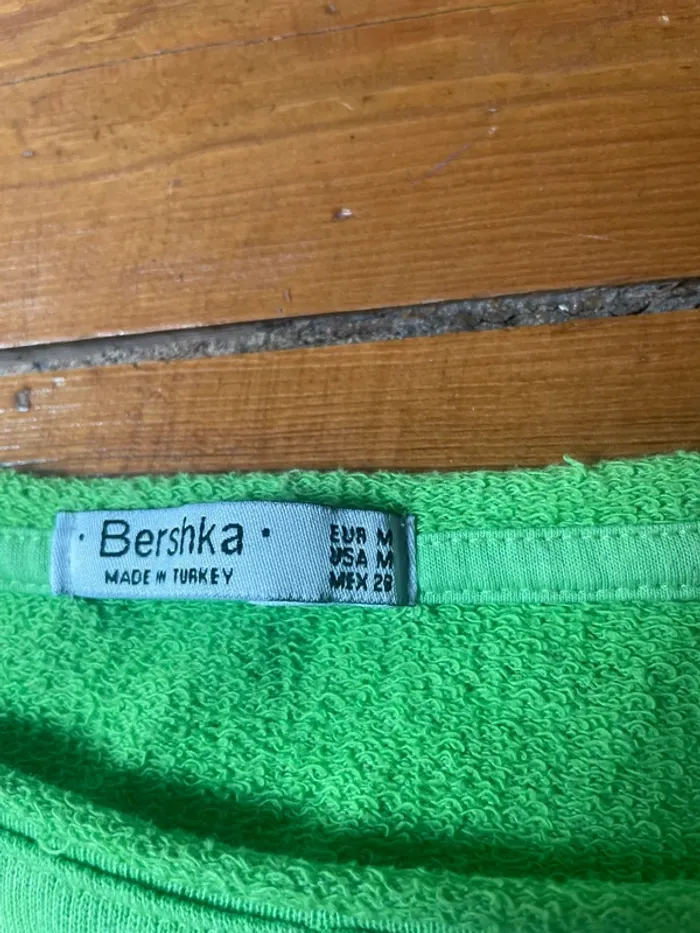 · Bershka ·
MADE IN TURKEY
EUR M
USA M
MEX 28